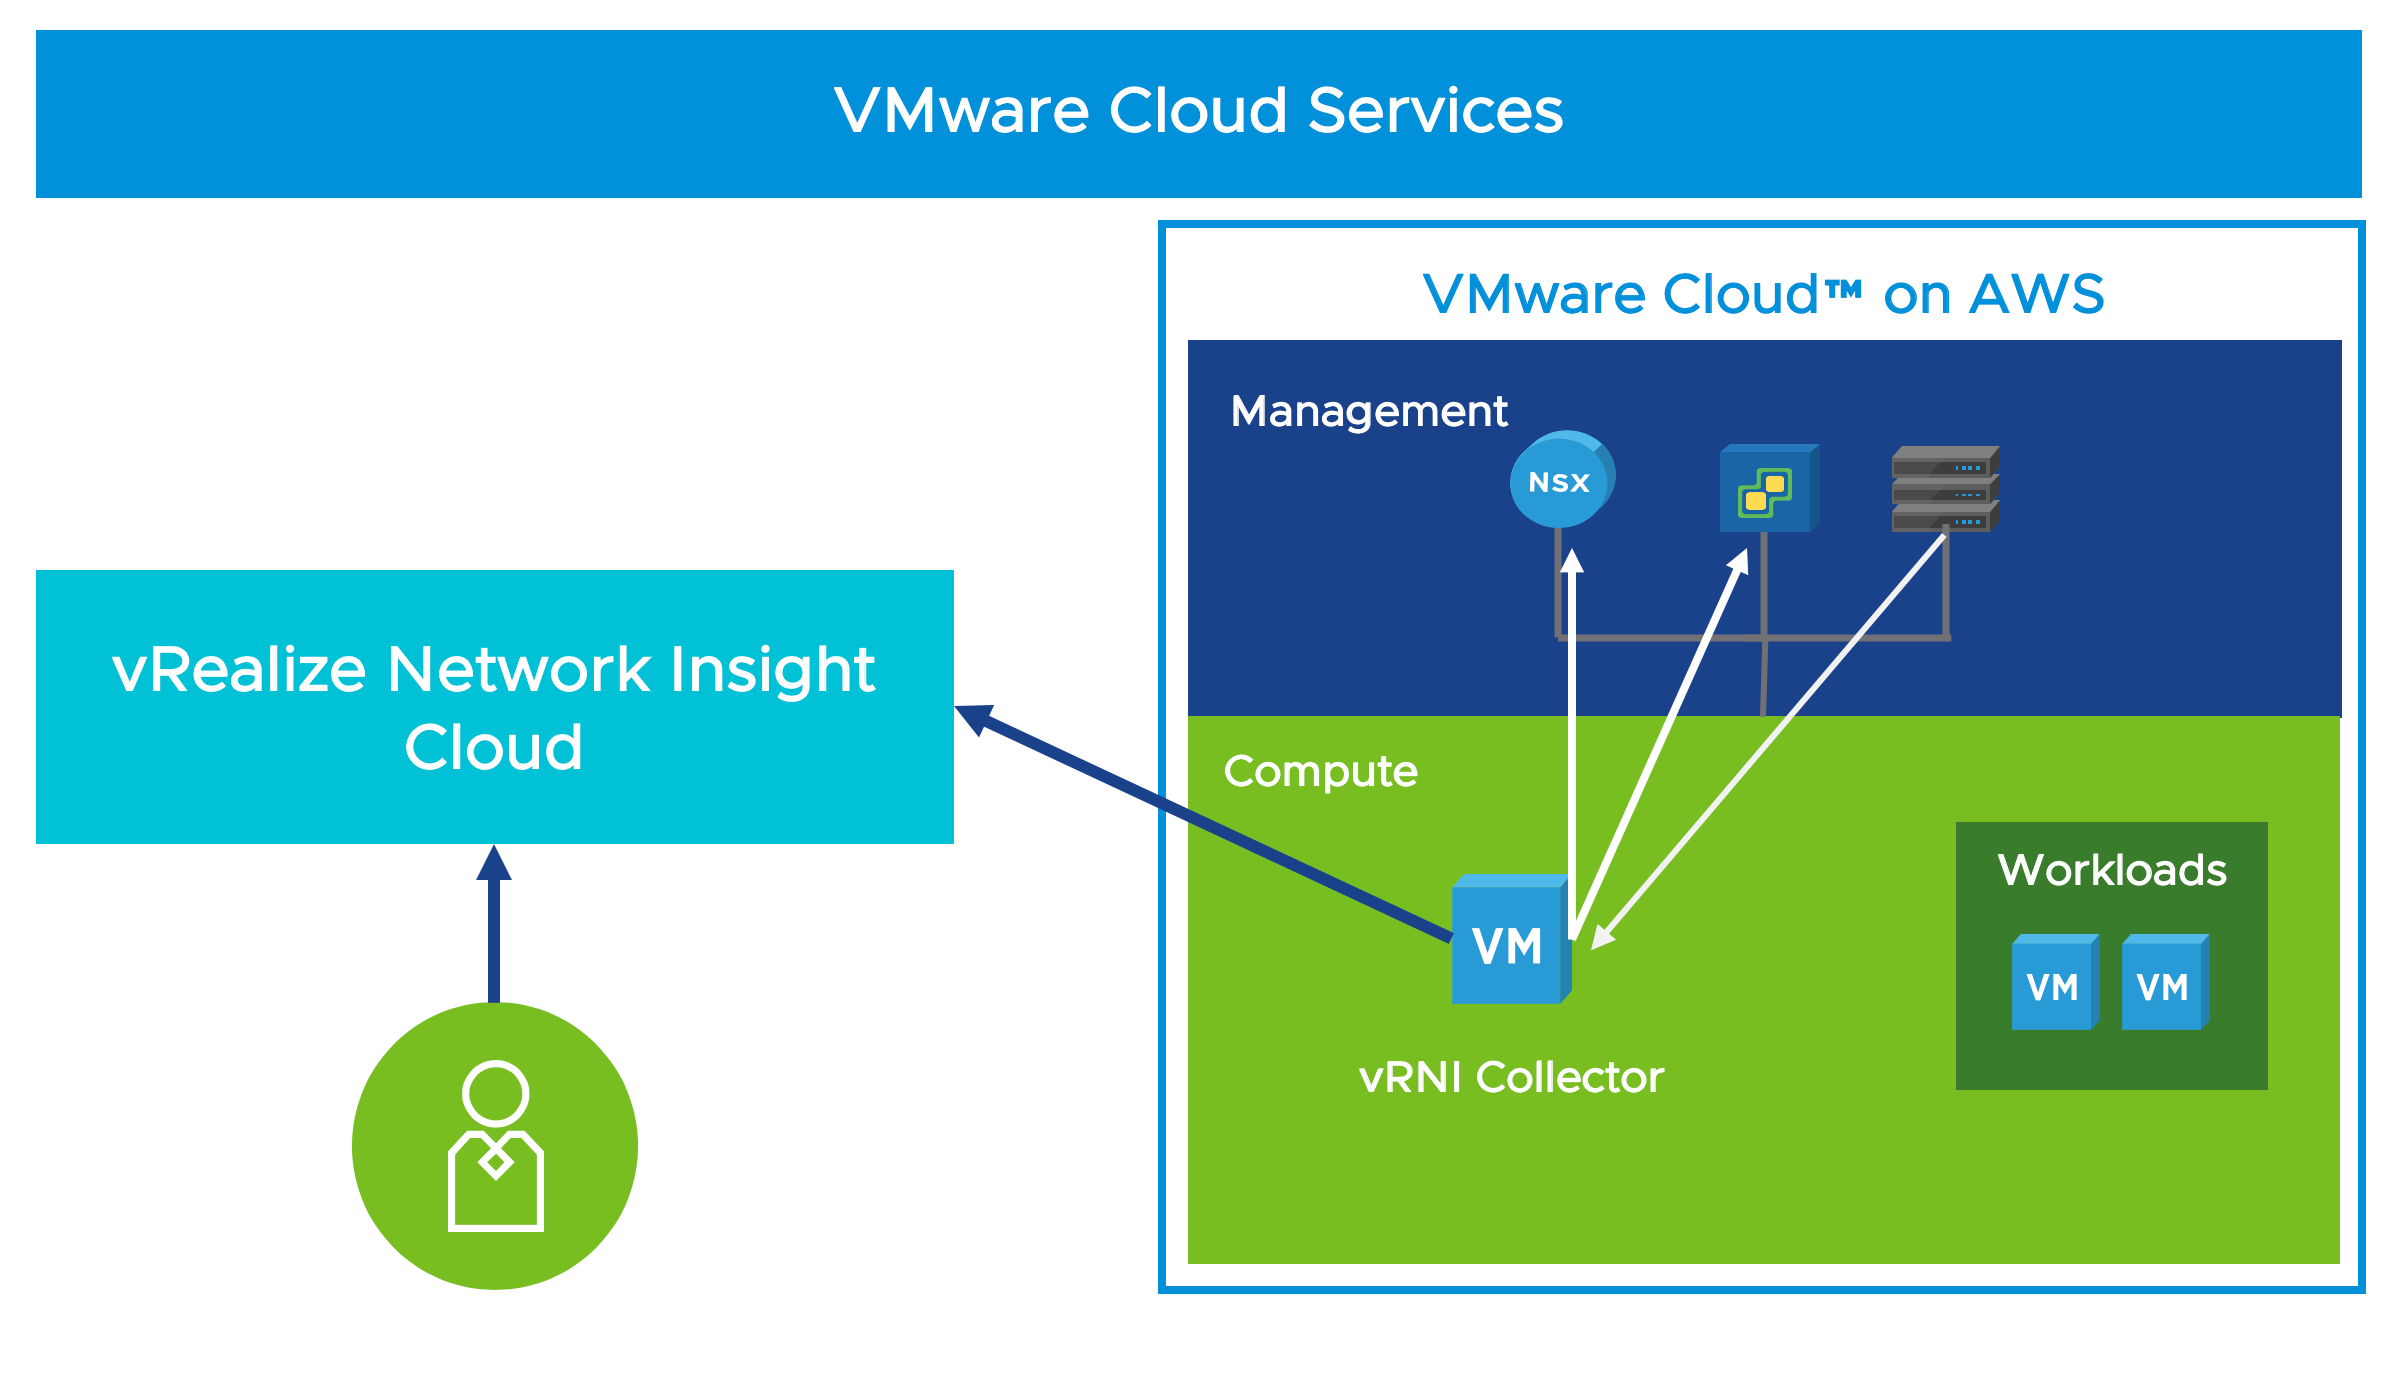 VMware Cloud Services
VMware Cloud™ on AWS
Management
NSX
vRealize Network Insight
Cloud
Compute
Workloads
VM
VM VM
vRNI Collector